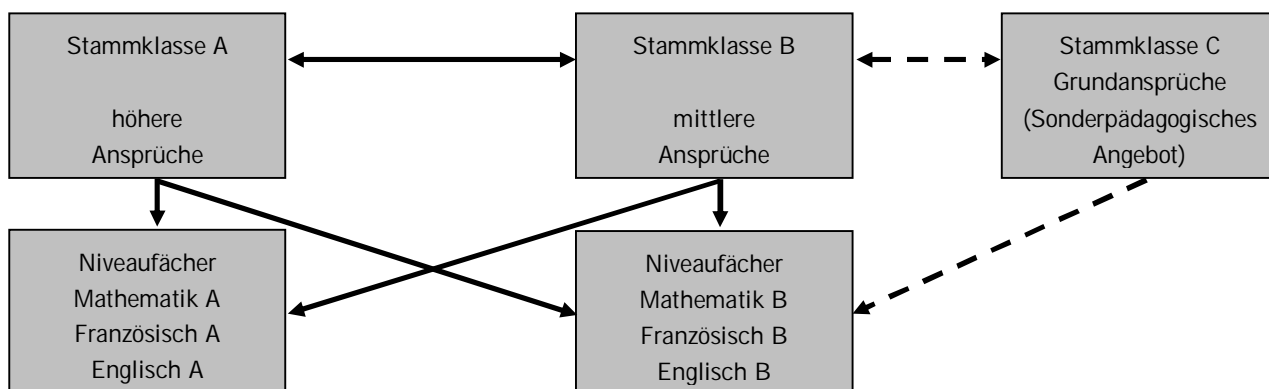 Stammklasse A
höhere
Ansprüche
Stammklasse B
mittlere
Ansprüche
Stammklasse C
Grundansprüche
(Sonderpädagogisches
Angebot)
Niveaufächer
Mathematik A
Französisch A
Englisch A
Niveaufächer
Mathematik B
Französisch B
Englisch B